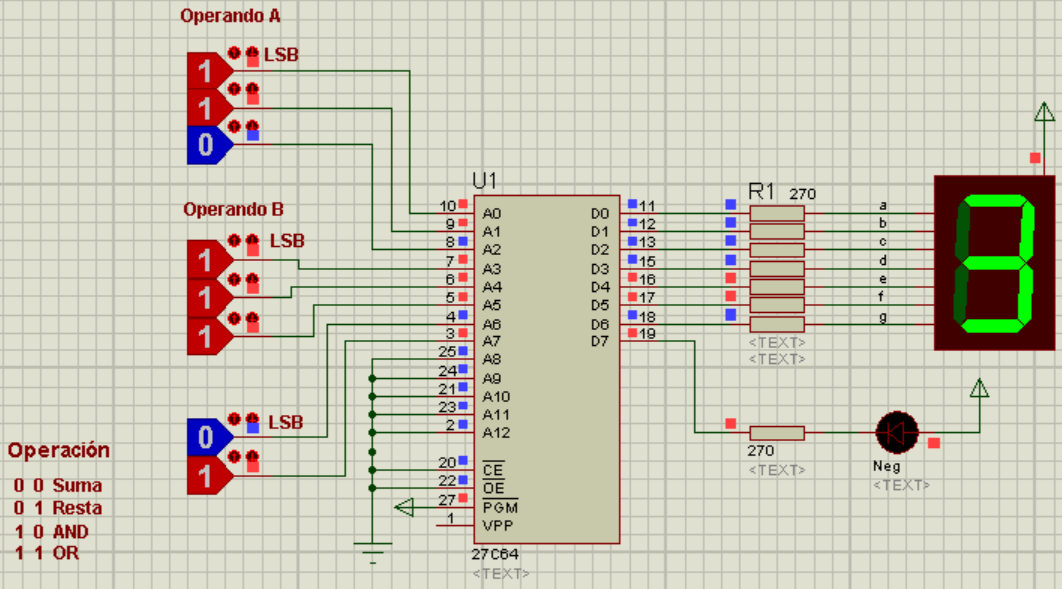 Operando A
LSB
1
1
0
Operando B
LSB
1
1
1
LSB
0
1
Operación
0 0 Suma
0 1 Resta
1 0 AND
1 1 OR
U1
10 A0 D0 11
9 A1 D1 12
8 A2 D2 13
7 A3 D3 15
6 A4 D4 16
5 A5 D5 17
4 A6 D6 18
3 A7 D7 19
25 A8
24 A9
21 A10
23 A11
2 A12
20 CE
22 OE
27 PGM
1 VPP
27C64
<TEXT>
R1 270
a
b
c
d
e
f
g
<TEXT>
<TEXT>
270
<TEXT>
Neg
<TEXT>
3